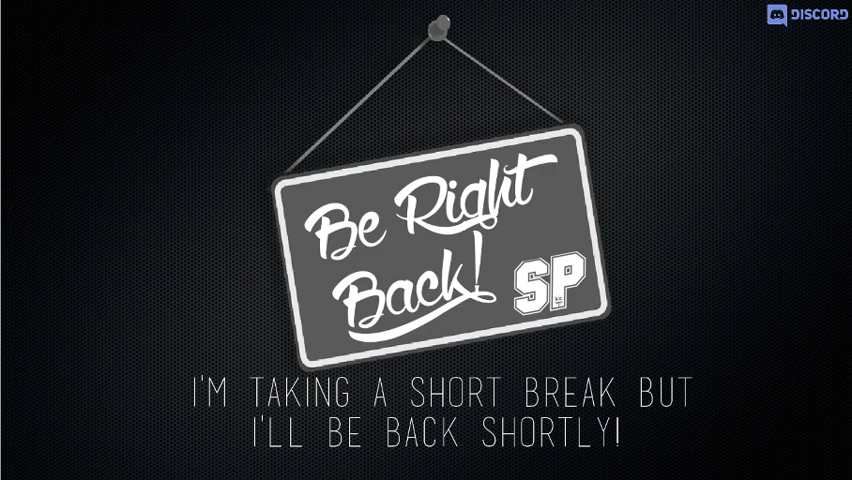 DISCORD
Be Right
Back!
SP
I'M TAKING A SHORT BREAK BUT
I'LL BE BACK SHORTLY!